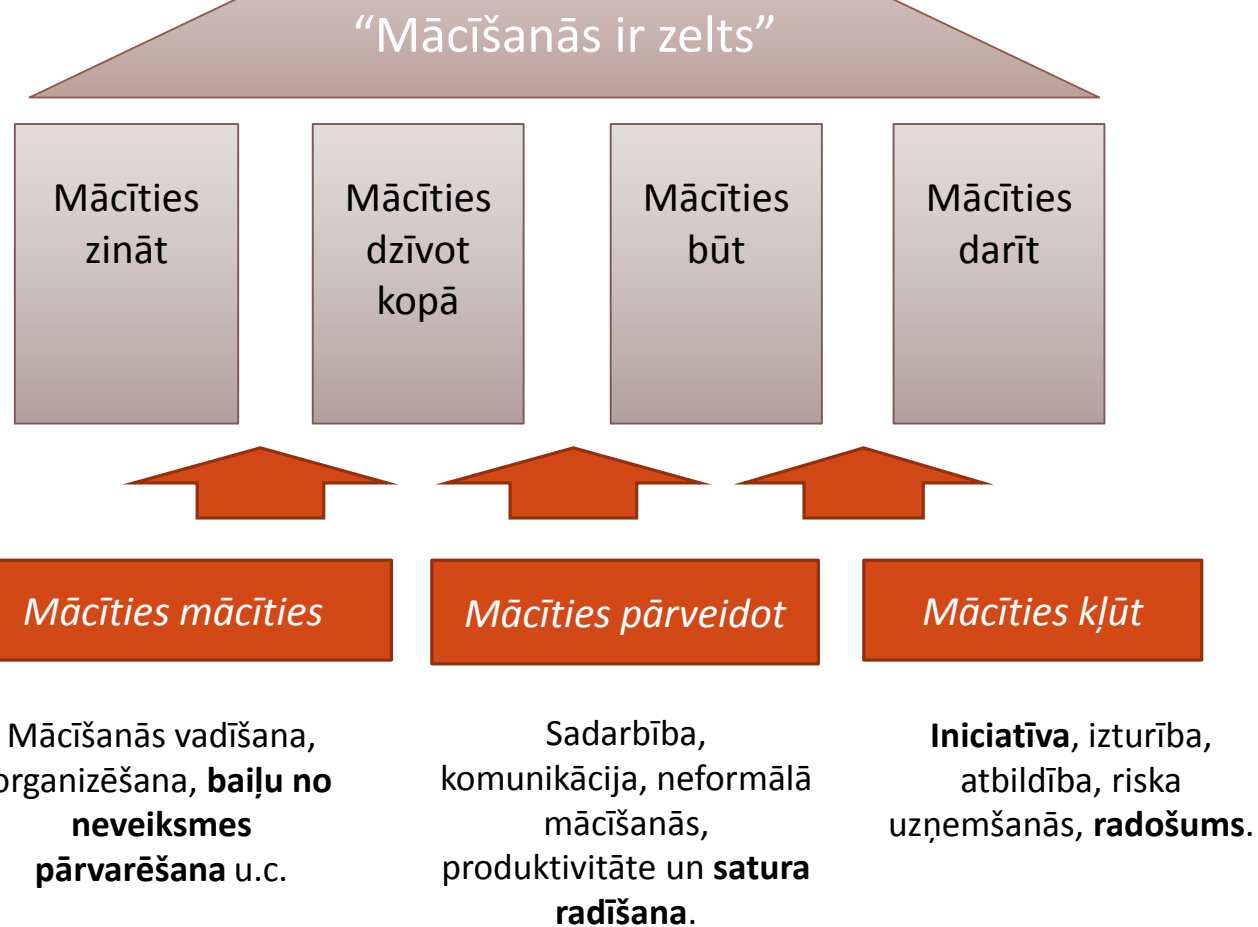 “Mācīšanās ir zelts”
Mācīties
zināt
Mācīties
dzīvot
kopā
Mācīties
būt
Mācīties
darīt
Mācīties mācīties
Mācīties pārveidot
Mācīties kļūt
Mācīšanās vadīšana,
organizēšana, baiļu no
neveiksmes
pārvarēšana u.c.
Sadarbība,
komunikācija, neformālā
mācīšanās,
produktivitāte un satura
radīšana.
Iniciatīva, izturība,
atbildība, riska
uzņemšanās, radošums.